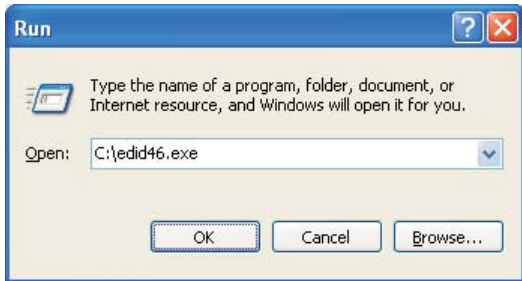 Run
Type the name of a program, folder, document, or
Internet resource, and Windows will open it for you.
Open: C:\edid46.exe
OK Cancel Browse...